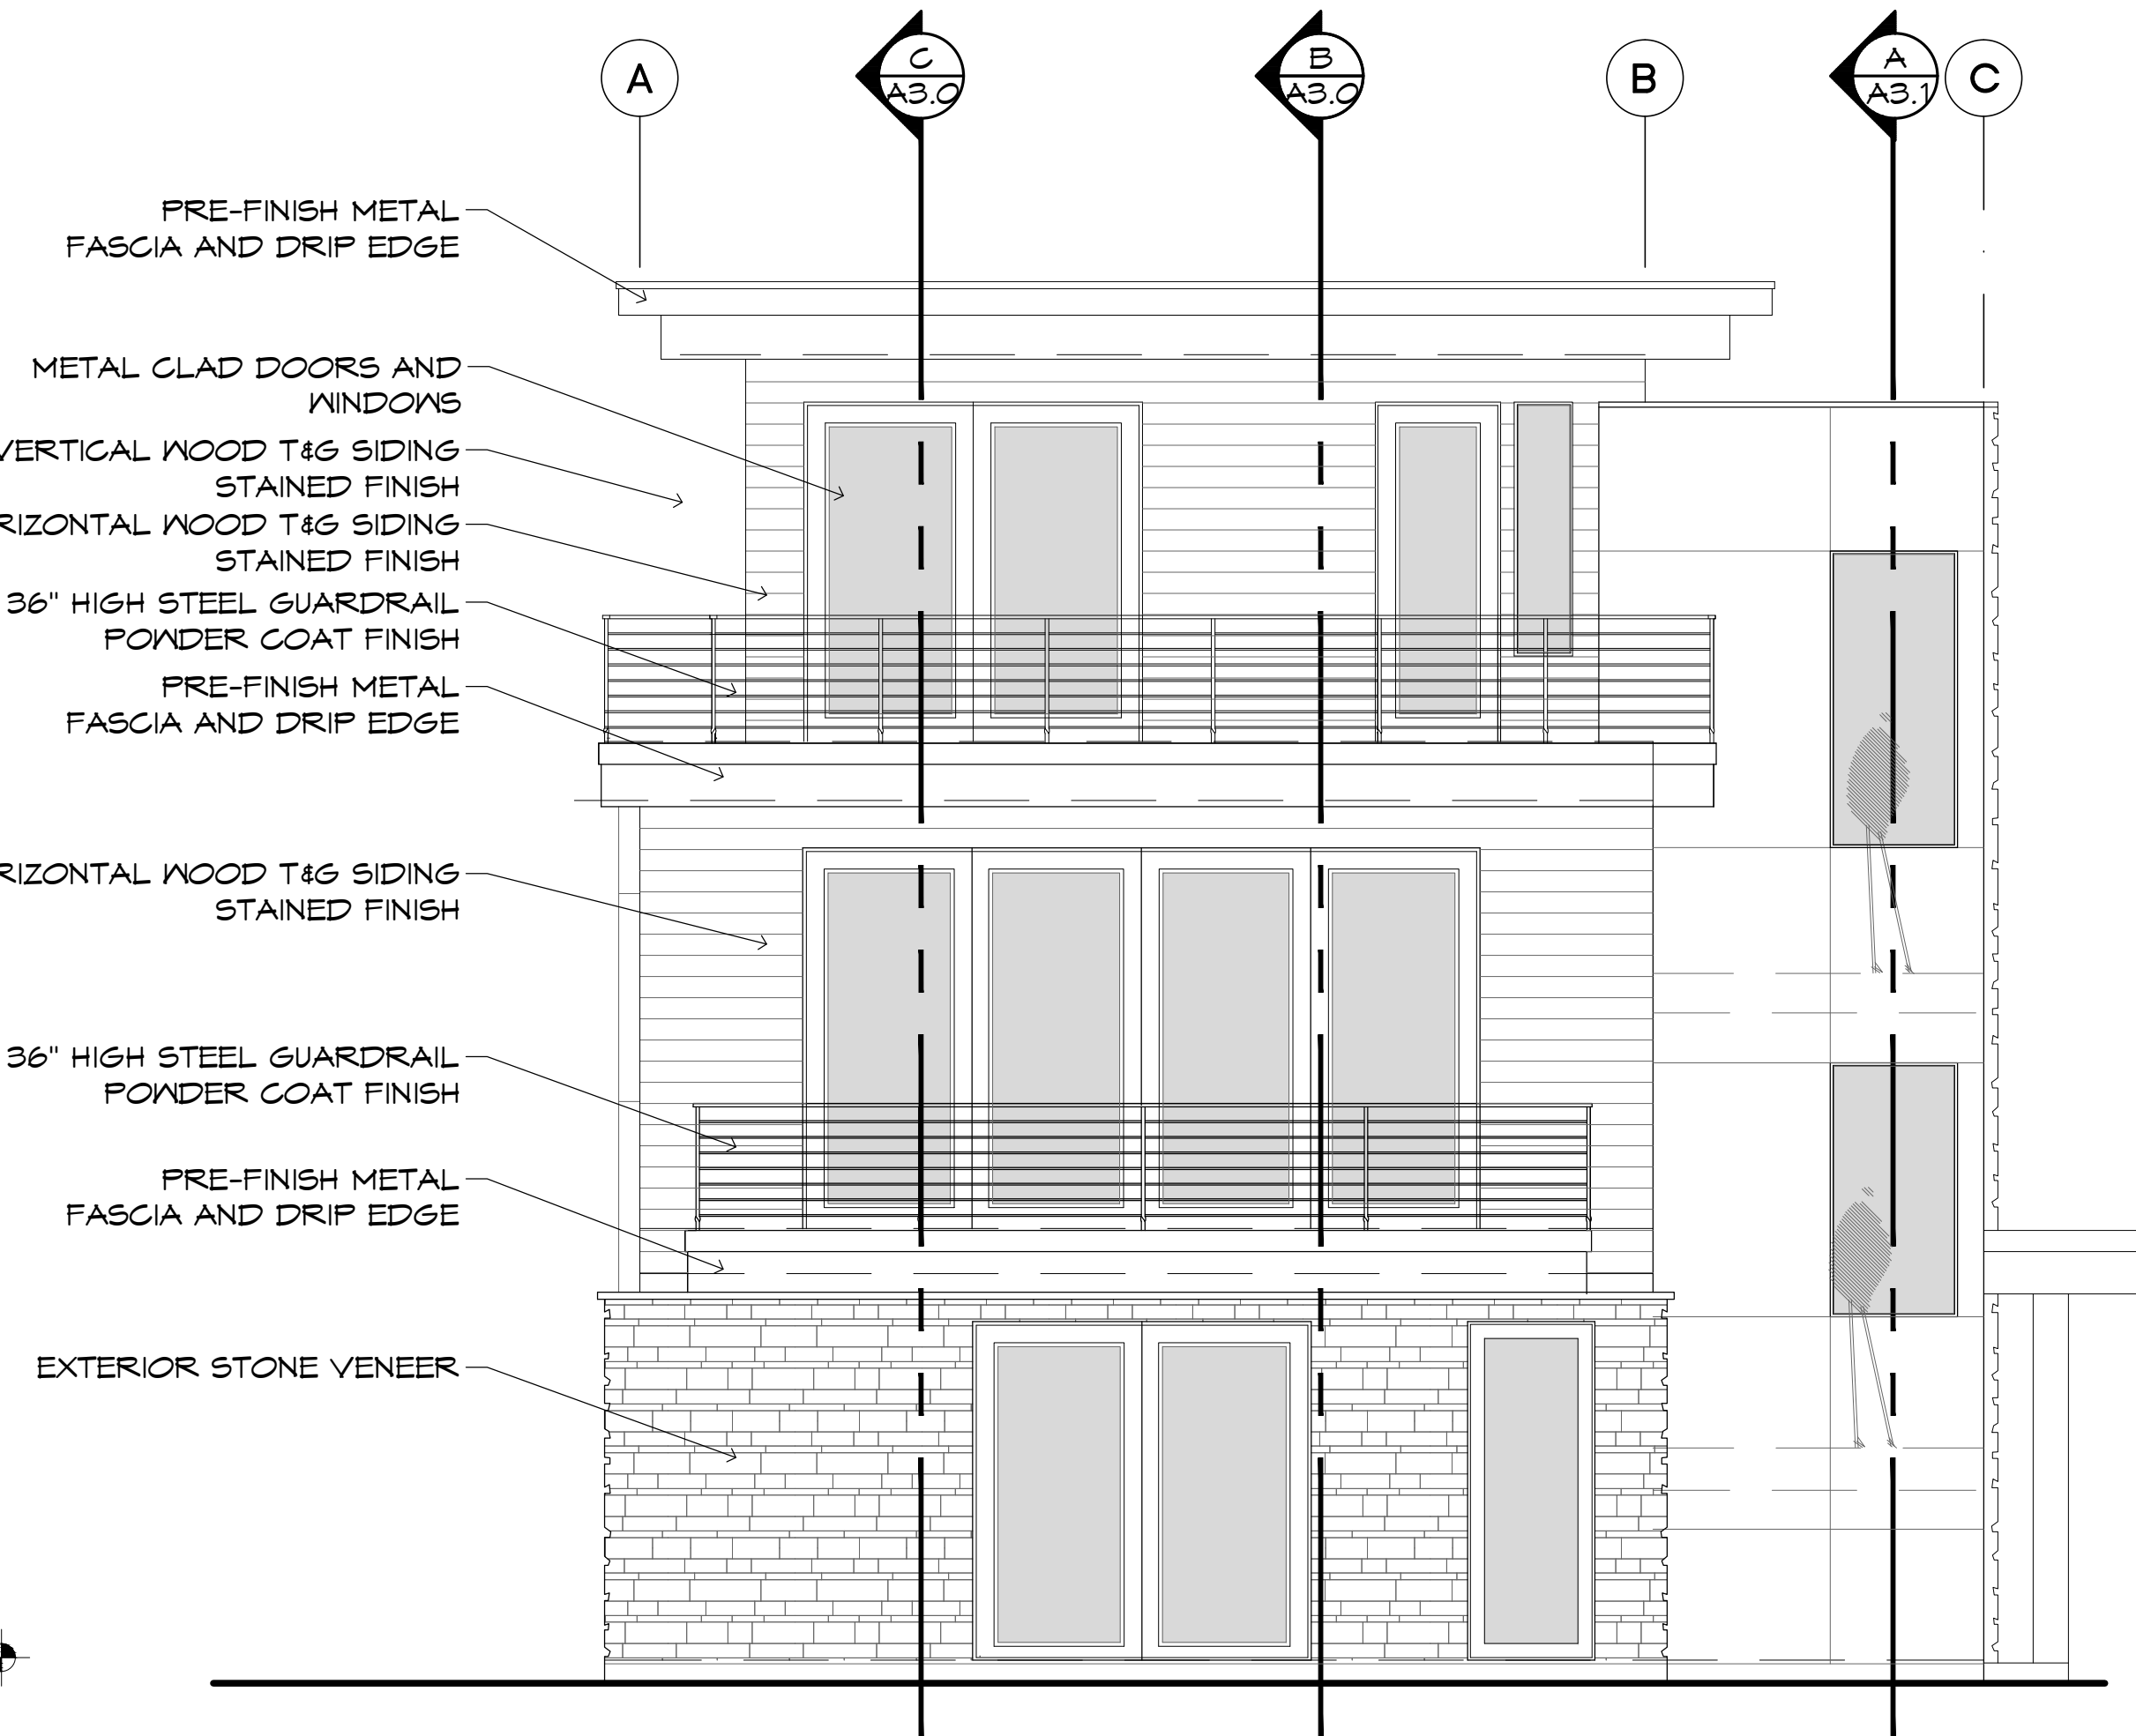 A
C
A3.0
B
A3.0
B
A
A3.1
C
PRE-FINISH METAL
FASCIA AND DRIP EDGE
METAL CLAD DOORS AND
WINDOWS
VERTICAL WOOD T&G SIDING
STAINED FINISH
RIZONTAL WOOD T&G SIDING
STAINED FINISH
36" HIGH STEEL GUARDRAIL
POWDER COAT FINISH
PRE-FINISH METAL
FASCIA AND DRIP EDGE
RIZONTAL WOOD T&G SIDING
STAINED FINISH
36" HIGH STEEL GUARDRAIL
POWDER COAT FINISH
PRE-FINISH METAL
FASCIA AND DRIP EDGE
EXTERIOR STONE VENEER